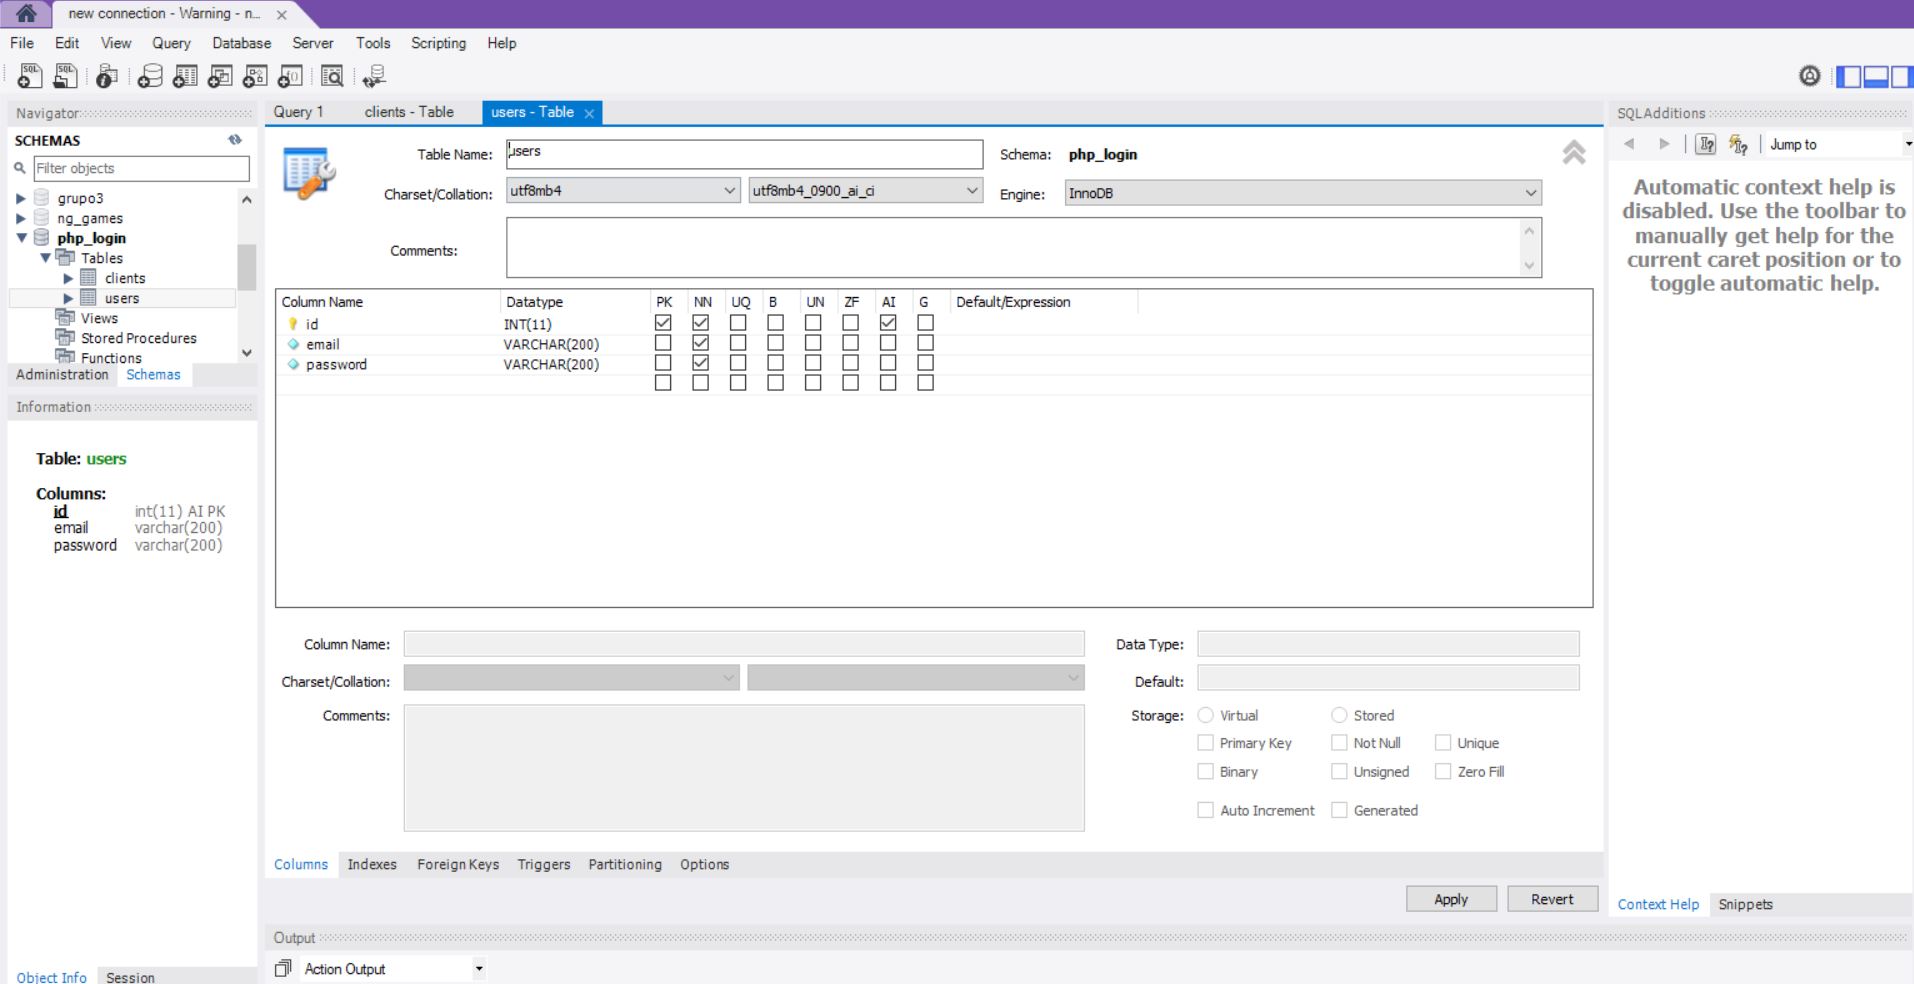 new connection - Warning - n...
File Edit View Query Database Server Tools Scripting Help
Navigator
SCHEMAS
Filter objects
grupo3
ng_games
php_login
Tables
clients
users
Views
Stored Procedures
Functions
Administration Schemas
Information
Table: users
Columns:
id int(11) AI PK
email varchar(200)
password varchar(200)
Object Info Session
Query 1 clients - Table users - Table
Table Name: users Schema: php_login
Charset/Collation: utf8mb4 utf8mb4_0900_ai_ci Engine: InnoDB
Comments:
Column Name Datatype PK NN UQ B UN ZF AI G Default/Expression
id INT(11)
email VARCHAR(200)
password VARCHAR(200)
Column Name: Data Type:
Charset/Collation: Default:
Comments: Storage: Virtual Stored
Primary Key Not Null Unique
Binary Unsigned Zero Fill
Auto Increment Generated
Columns Indexes Foreign Keys Triggers Partitioning Options
Apply Revert
Output
Action Output
SQLAdditions
Jump to
Automatic context help is
disabled. Use the toolbar to
manually get help for the
current caret position or to
toggle automatic help.
Context Help Snippets